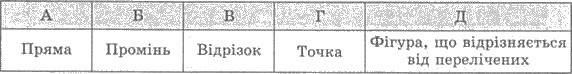 А Б В Г Д
Пряма Промінь Відрізок Точка Фігура, що відрізняється
від перелічених